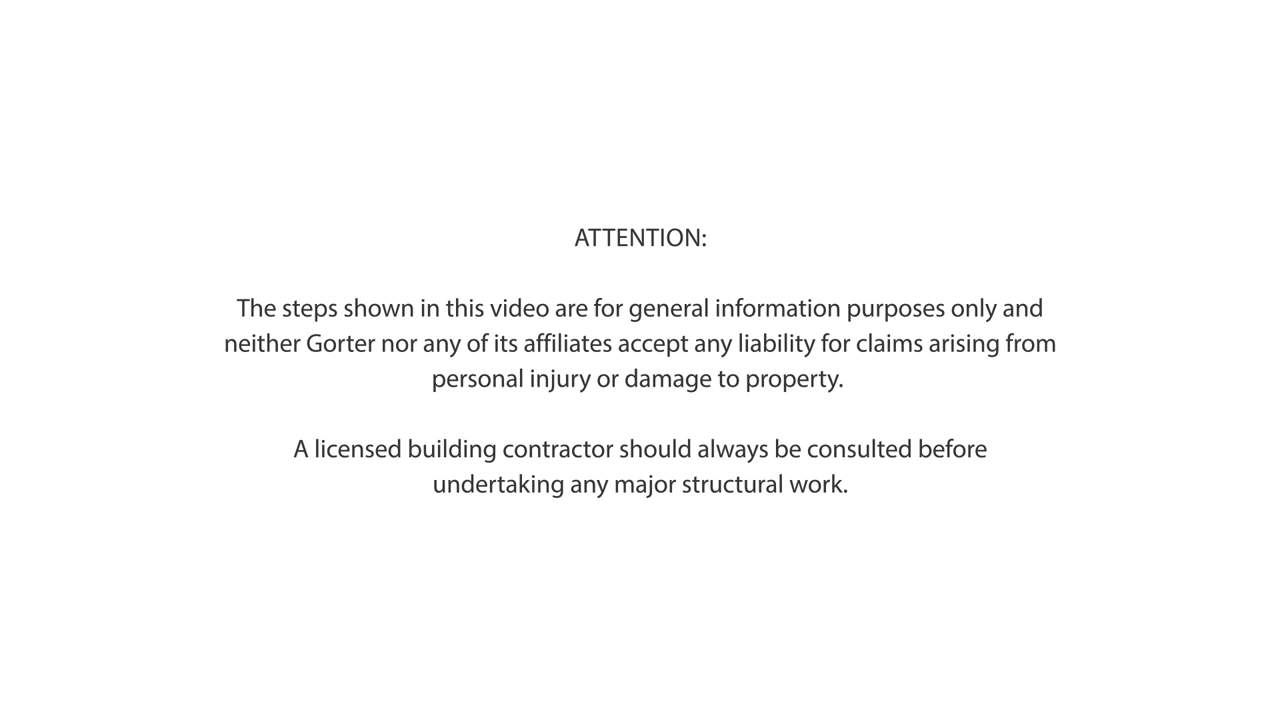 ATTENTION:
The steps shown in this video are for general information purposes only and
neither Gorter nor any of its affiliates accept any liability for claims arising from
personal injury or damage to property.
A licensed building contractor should always be consulted before
undertaking any major structural work.